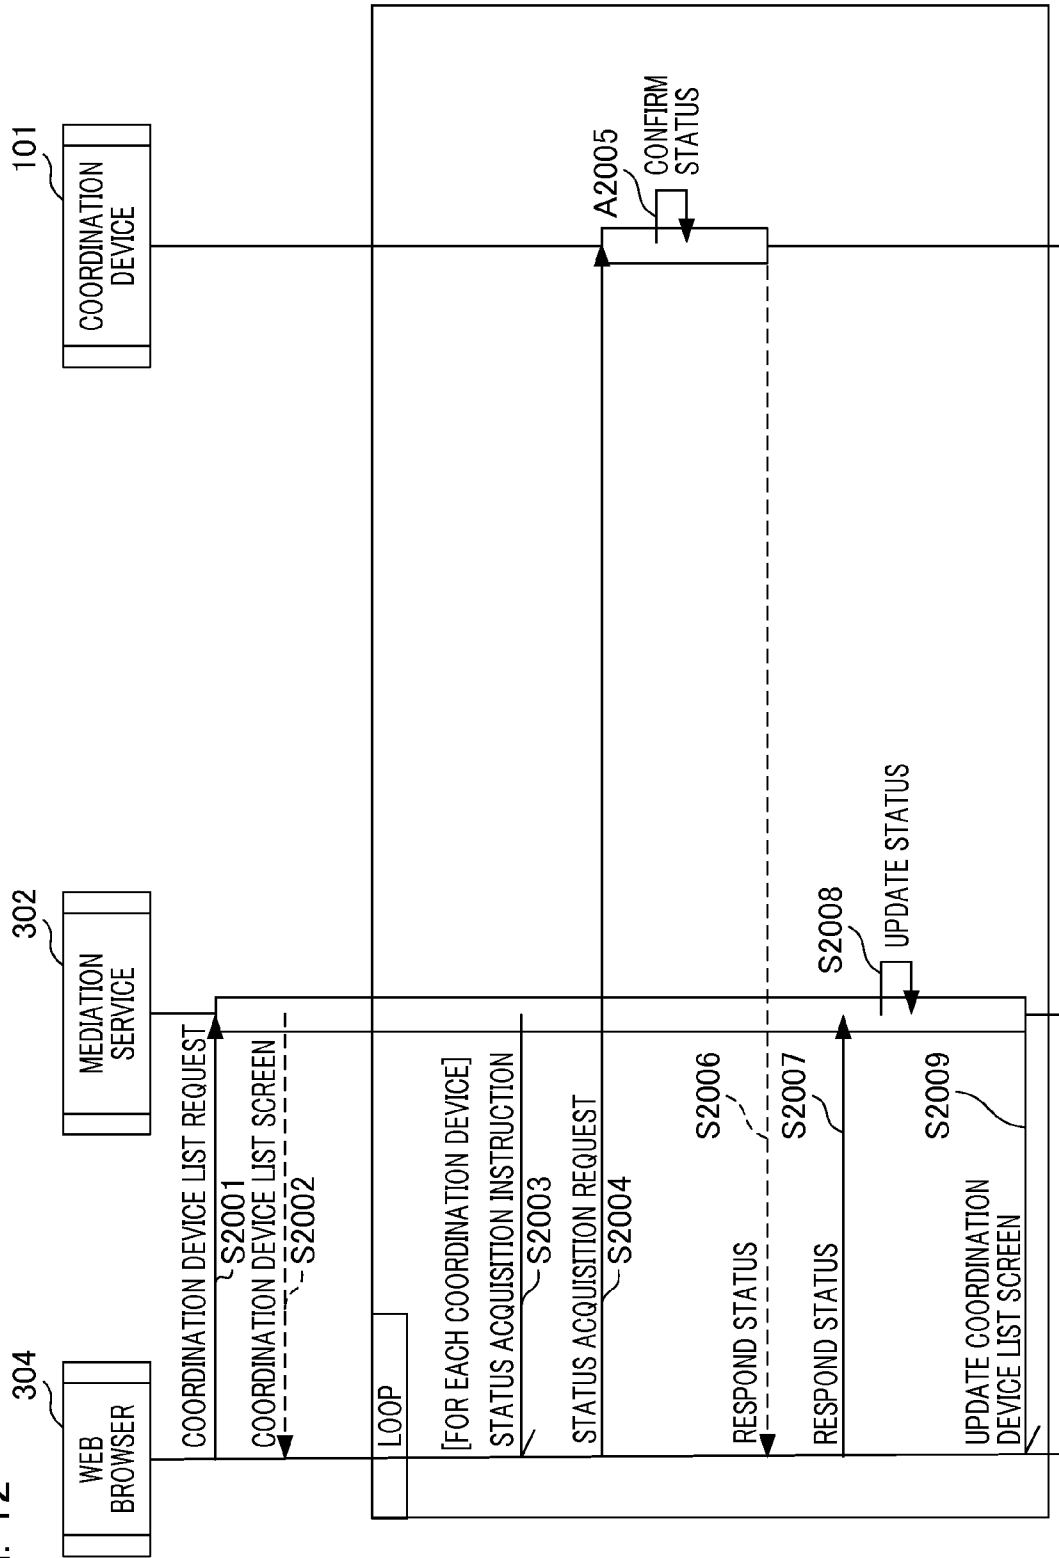 304
WEB
BROWSER
302
MEDIATION
SERVICE
101
COORDINATION
DEVICE
COORDINATION DEVICE LIST REQUEST
S2001
COORDINATION DEVICE LIST SCREEN
S2002
LOOP
[FOR EACH COORDINATION DEVICE]
STATUS ACQUISITION INSTRUCTION
S2003
STATUS ACQUISITION REQUEST
S2004
A2005
CONFIRM
STATUS
RESPOND STATUS
S2006
RESPOND STATUS
S2007
S2008
UPDATE STATUS
UPDATE COORDINATION
DEVICE LIST SCREEN
S2009